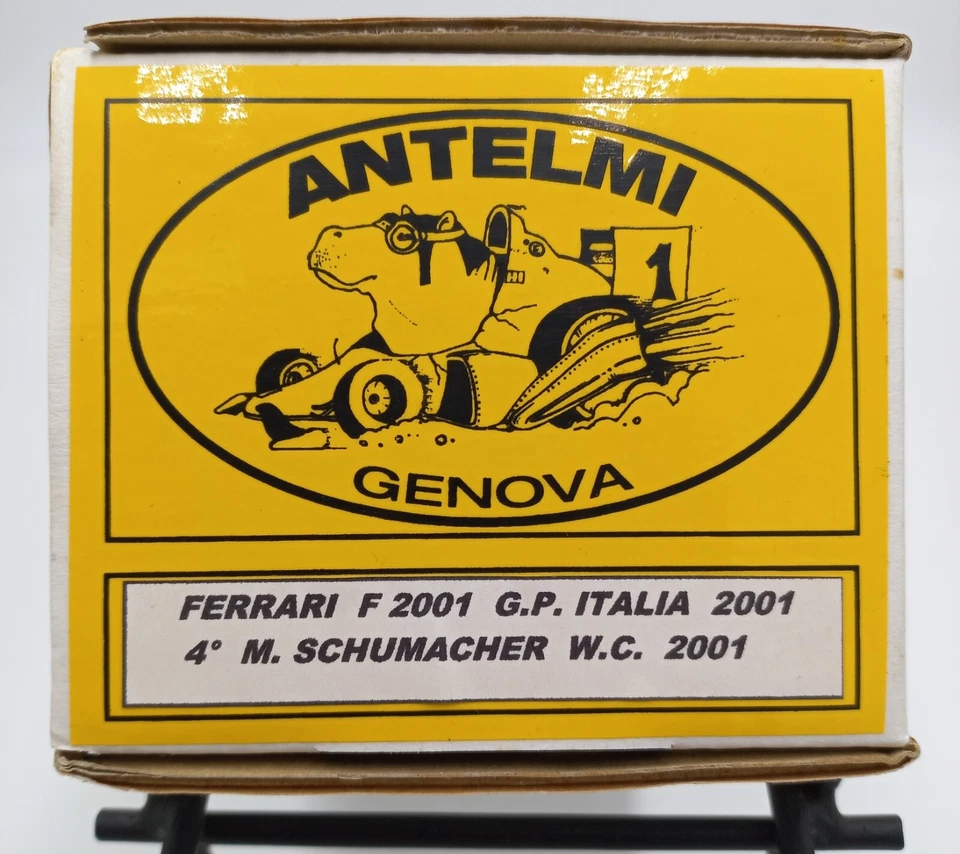 ANTELMI
1
GENOVA
FERRARI F 2001 G.P. ITALIA 2001
4° M. SCHUMACHER W.C. 2001